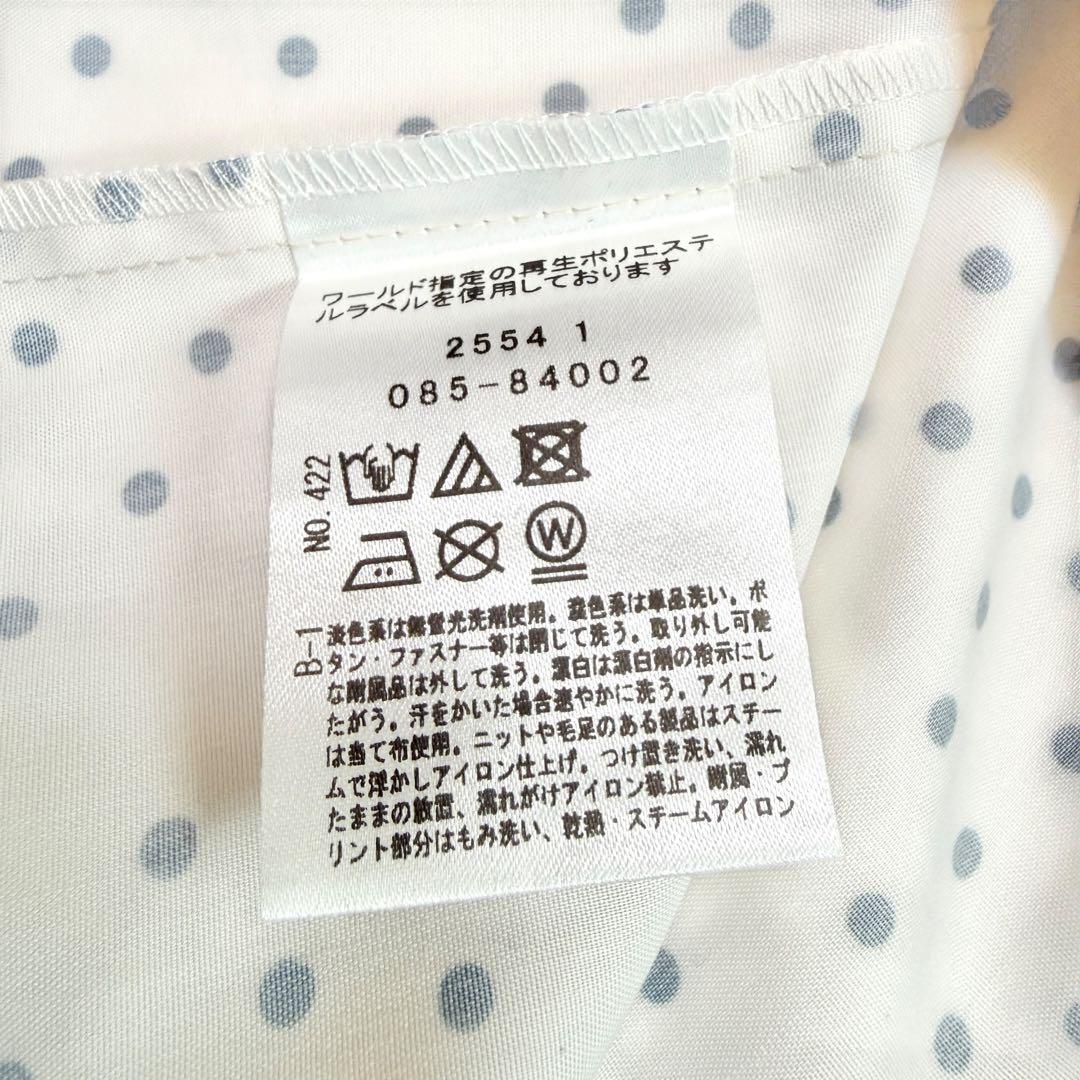 ワールド指定の再生ポリエステ
ルラベルを使用しております
2554 1
085-84002
NO. 422
W
B-1
淡色系は無蛍光洗剤使用。濃色系は単品洗い。ボ
タン・ファスナー等は閉じて洗う。取り外し可能
な附属品は外して洗う。漂白は漂白剤の指示にし
たがう。汗をかいた場合速やかに洗う。アイロン
は当て布使用。ニットや毛足のある製品はスチー
ムで浮かしアイロン仕上げ。つけ置き洗い、濡れ
たままの放置、濡れがけアイロン禁止。附属・プ
リント部分はもみ洗い、乾熱・スチームアイロン